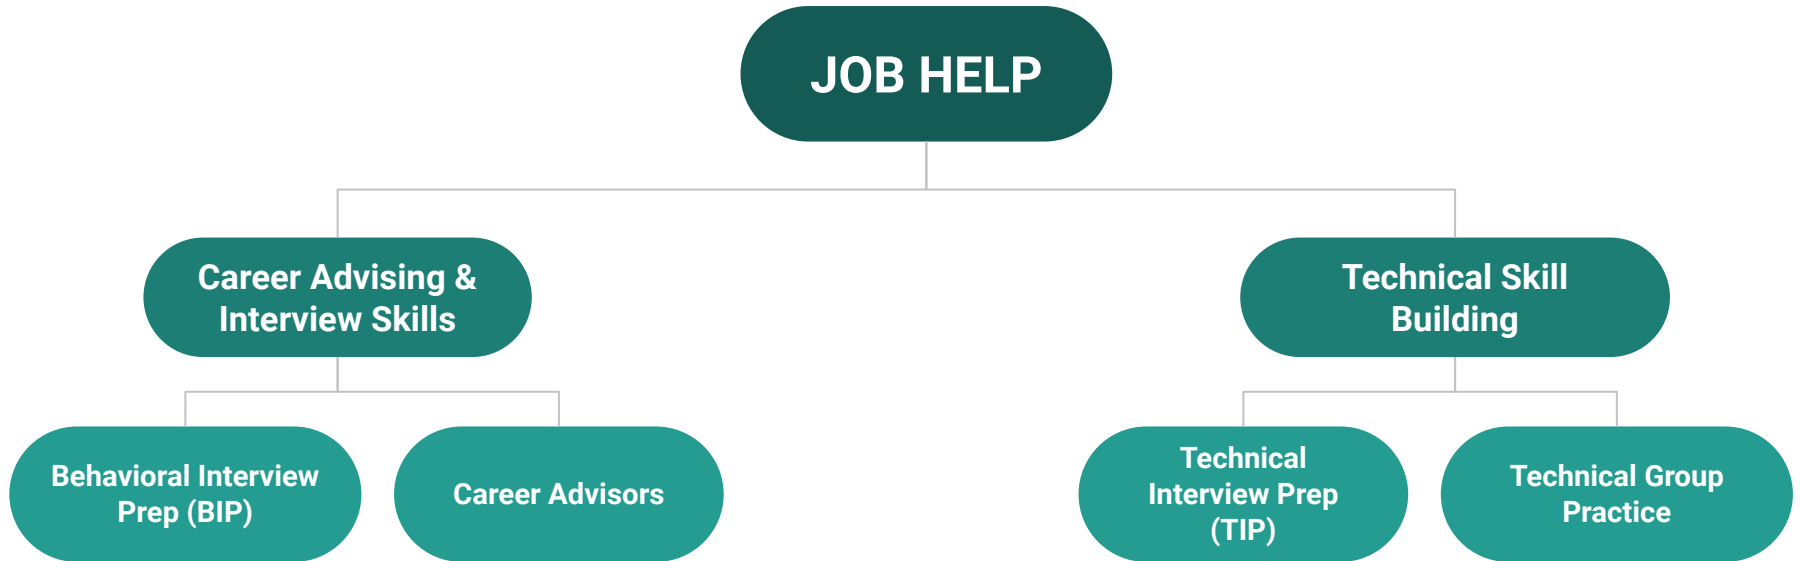 JOB HELP
Career Advising &
Interview Skills
Technical Skill
Building
Behavioral Interview
Prep (BIP)
Career Advisors
Technical
Interview Prep
(TIP)
Technical Group
Practice